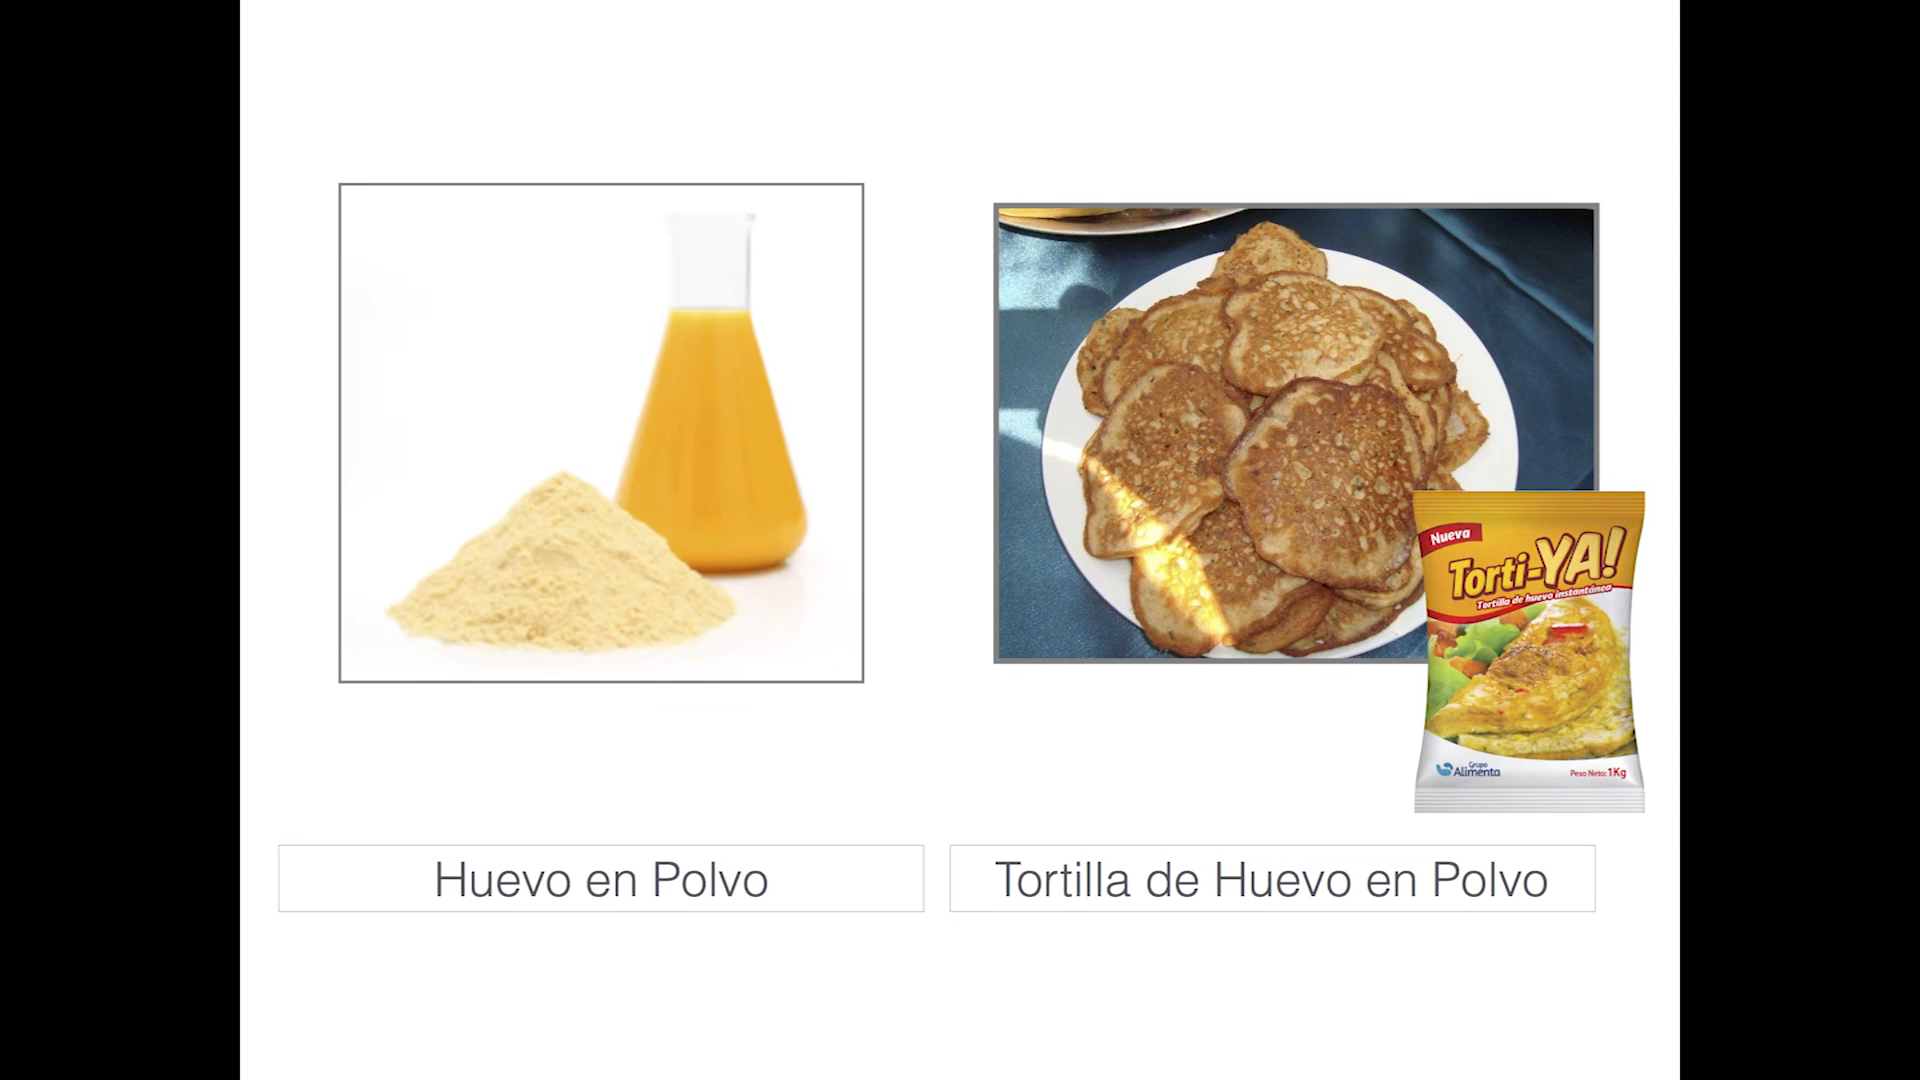 Nueva
Torti-YA!
Tortilla de huevo instantánea
Grupo
Alimenta
Peso Neto: 1Kg
Huevo en Polvo
Tortilla de Huevo en Polvo